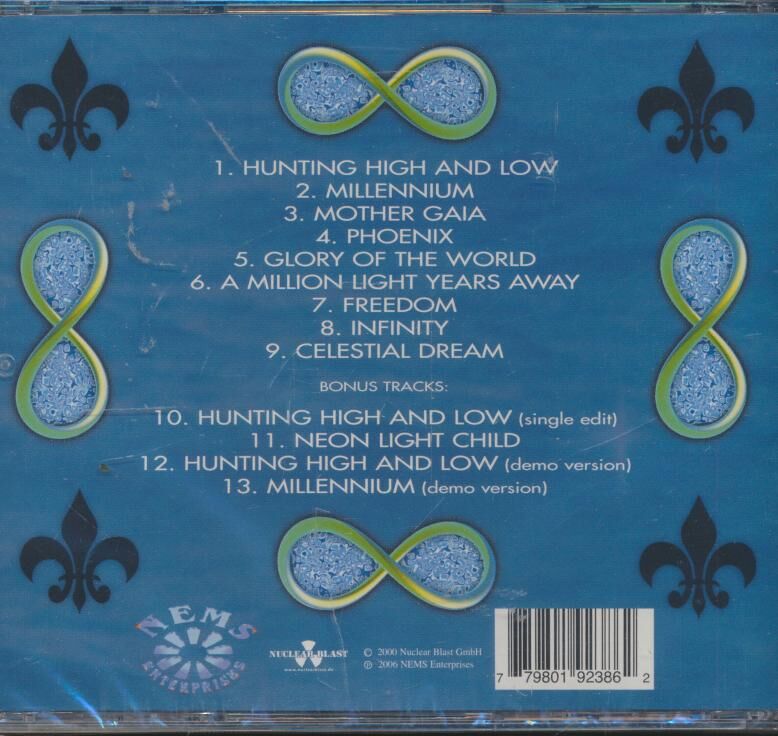 1. HUNTING HIGH AND LOW
2. MILLENNIUM
3. MOTHER GAIA
4. PHOENIX
5. GLORY OF THE WORLD
6. A MILLION LIGHT YEARS AWAY
7. FREEDOM
8. INFINITY
9. CELESTIAL DREAM
BONUS TRACKS:
10. HUNTING HIGH AND LOW (single edit)
11. NEON LIGHT CHILD
12. HUNTING HIGH AND LOW (demo version)
13. MILLENNIUM (demo version)
NEMS
ENTERPRISES
NUCLEAR BLAST
www.nuclearblast.de
© 2000 Nuclear Blast GmbH
℗ 2006 NEMS Enterprises
7 79801 92386 2